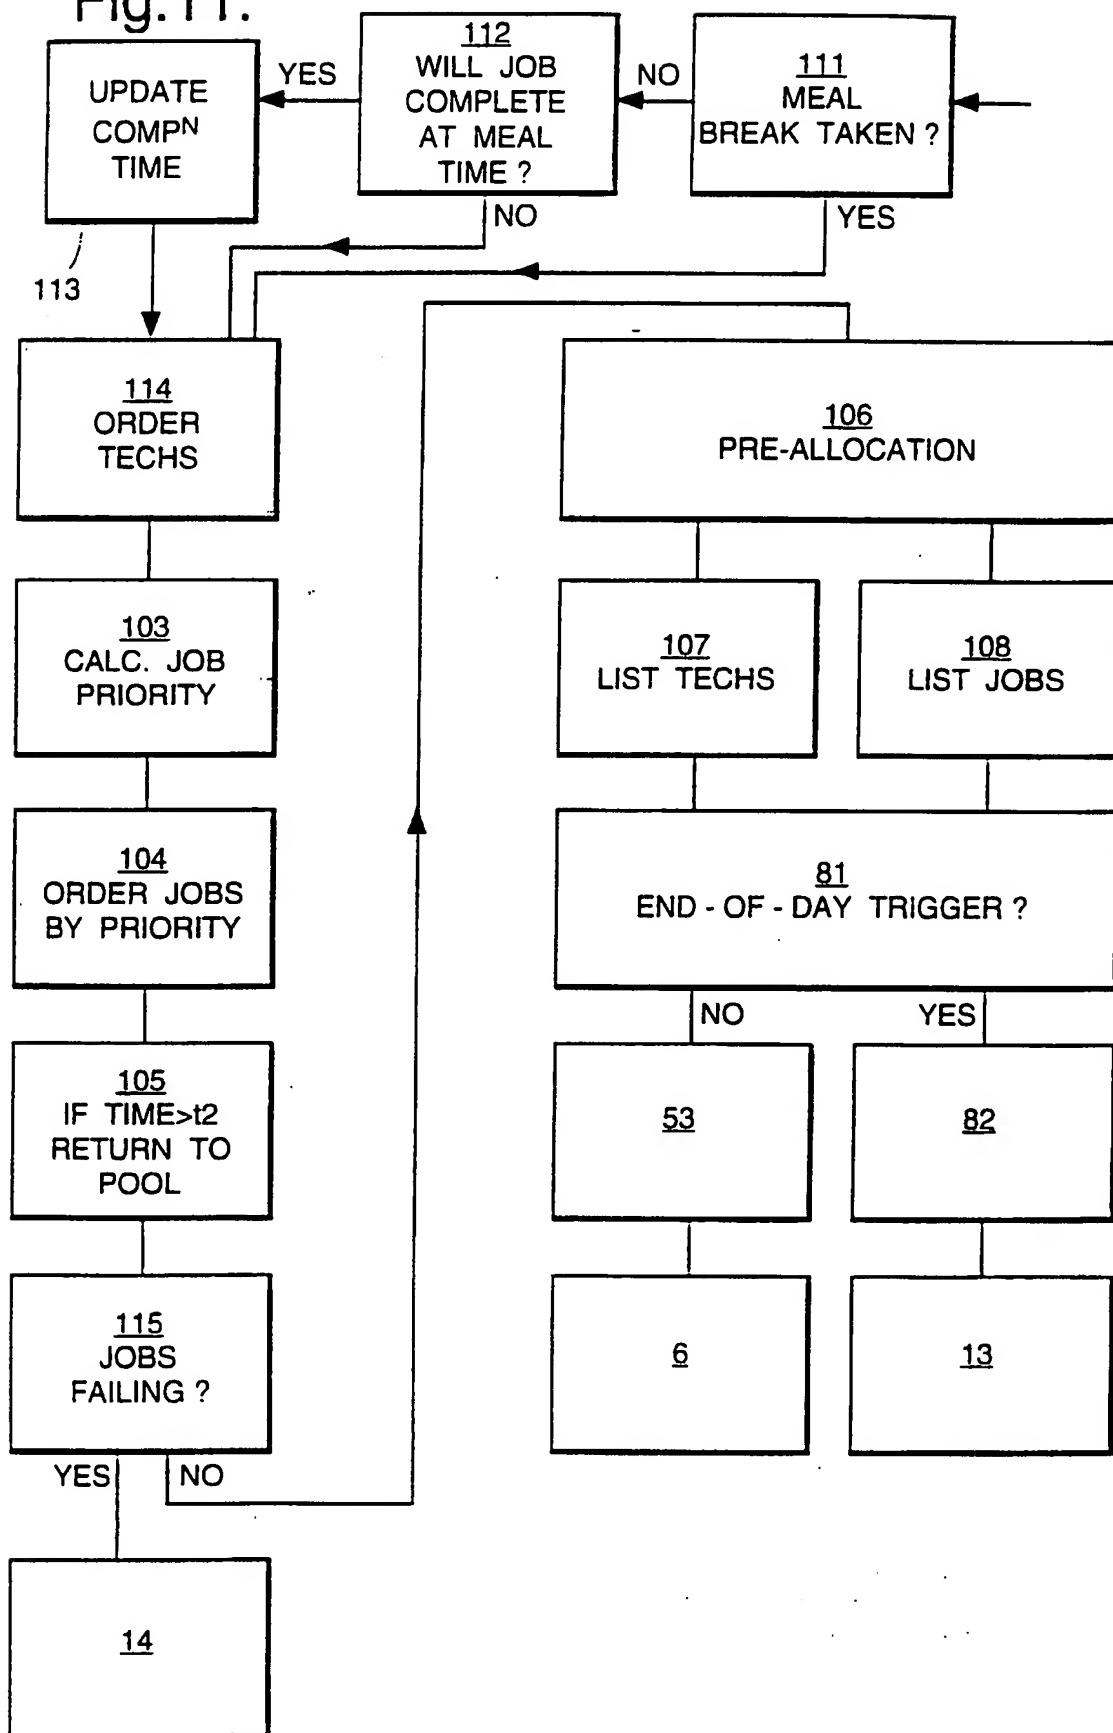 Fig.11.
112
WILL JOB
COMPLETE
AT MEAL
TIME ?
111
MEAL
BREAK TAKEN ?
UPDATE
COMPᴺ
TIME
YES
NO
NO
YES
113
114
ORDER
TECHS
106
PRE-ALLOCATION
103
CALC. JOB
PRIORITY
107
LIST TECHS
108
LIST JOBS
104
ORDER JOBS
BY PRIORITY
81
END - OF - DAY TRIGGER ?
NO
YES
105
IF TIME>t2
RETURN TO
POOL
53
82
115
JOBS
FAILING ?
6
13
YES
NO
14